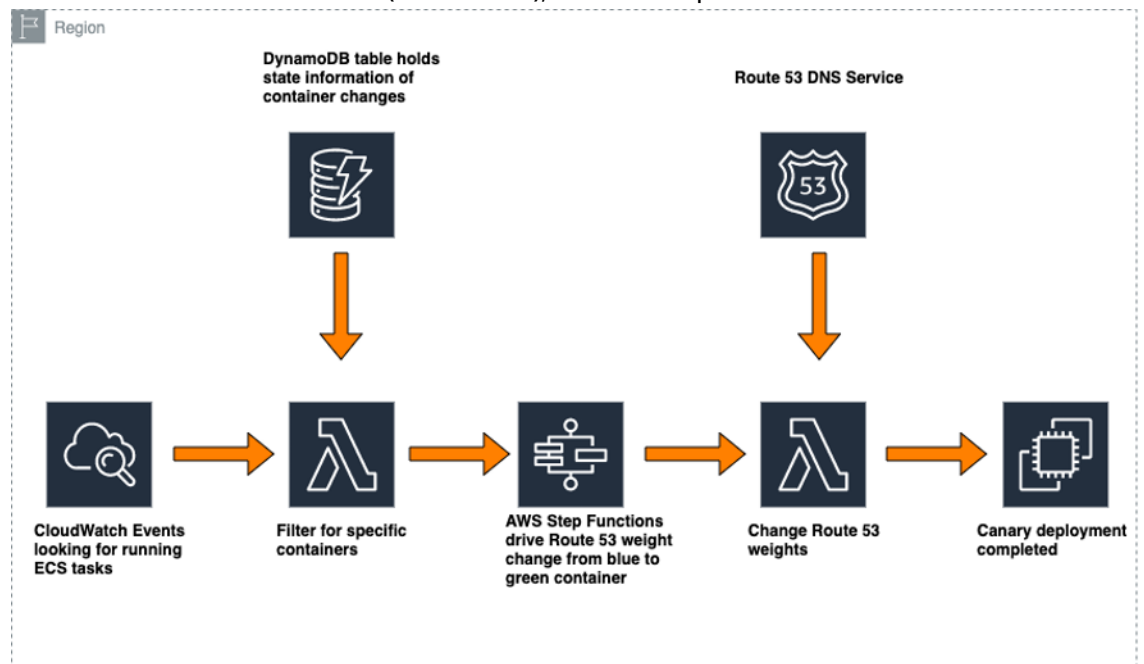 Region
DynamoDB table holds
state information of
container changes
Route 53 DNS Service
53
CloudWatch Events
looking for running
ECS tasks
Filter for specific
containers
AWS Step Functions
drive Route 53 weight
change from blue to
green container
Change Route 53
weights
Canary deployment
completed